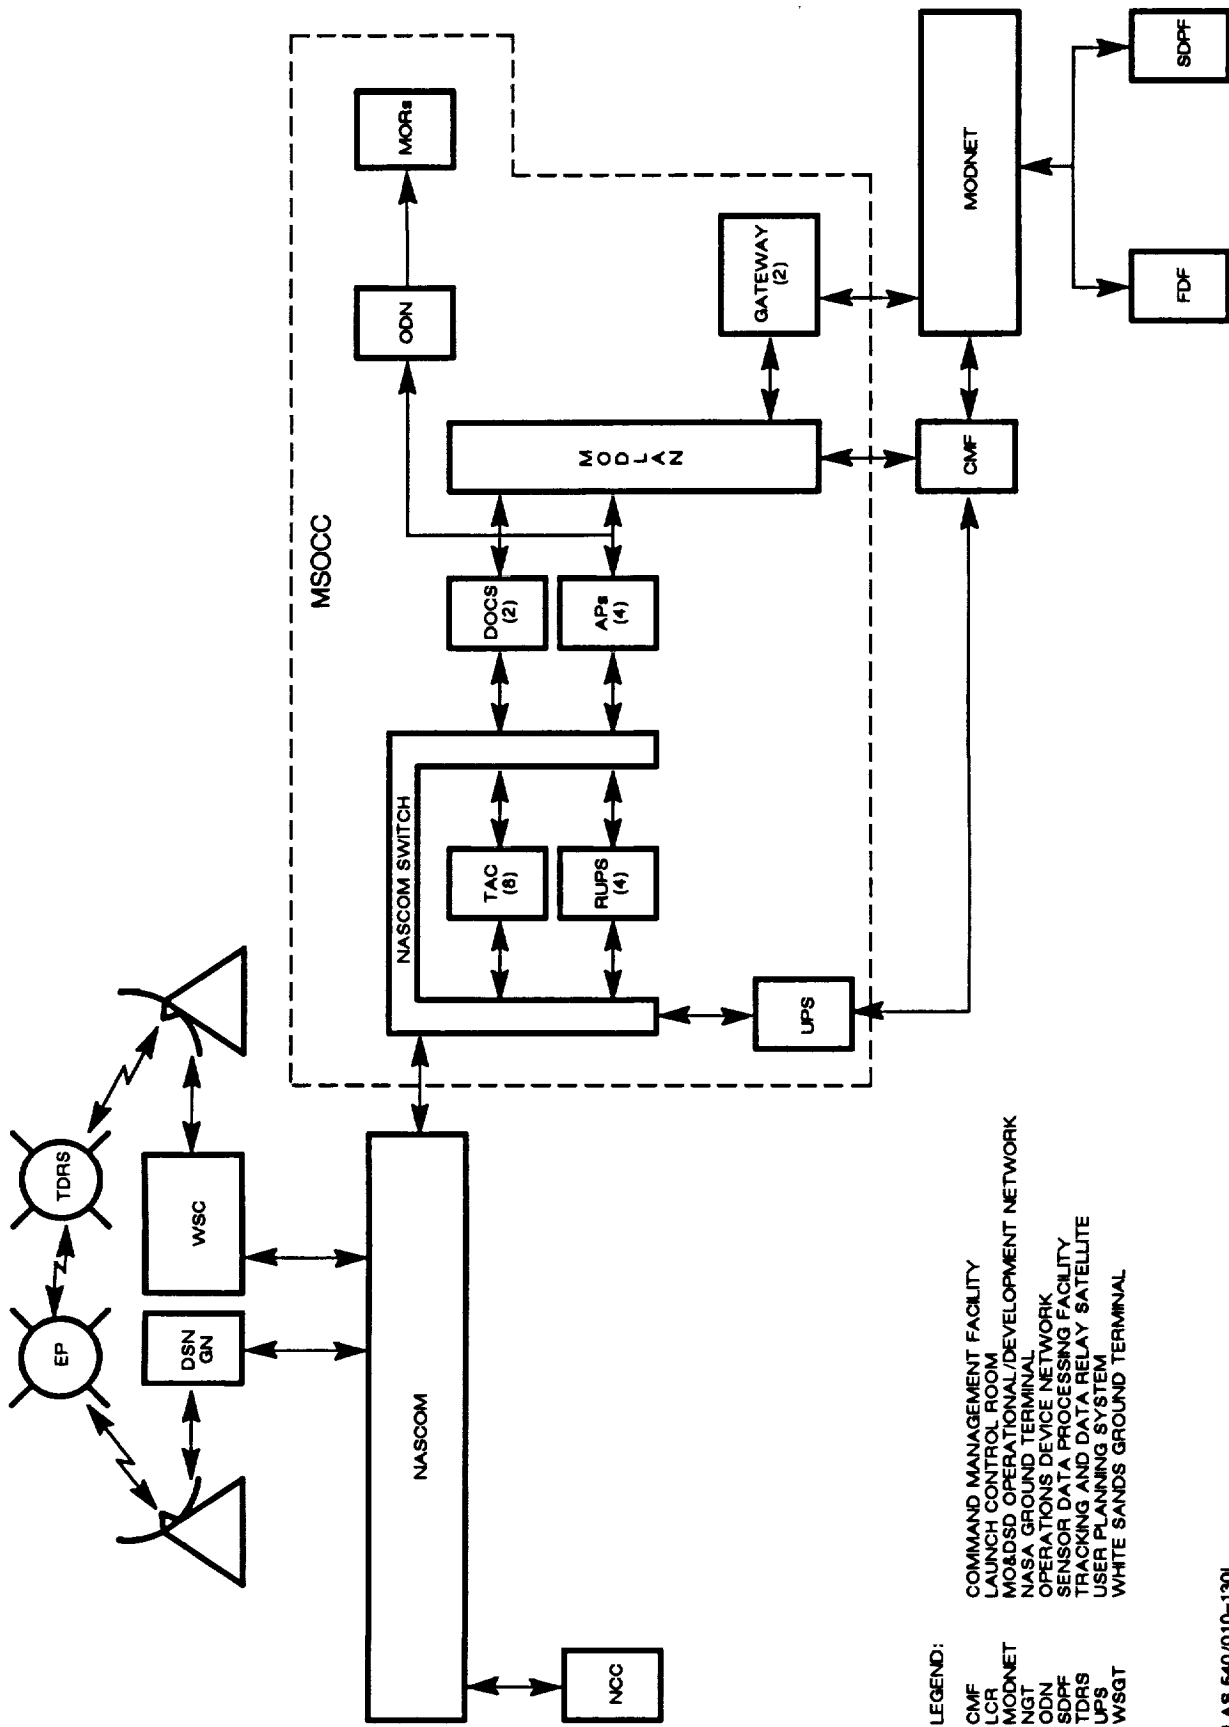 EP
TDRS
DSN
GN
WSC
NASCOM
NCC
MSOCC
NASCOM SWITCH
TAC
(8)
RUPS
(4)
UPS
DOCS
(2)
APs
(4)
MODLAN
ODN
MORs
GATEWAY
(2)
CMF
MODNET
FDF
SDPF
LEGEND:
CMF COMMAND MANAGEMENT FACILITY
LCR LAUNCH CONTROL ROOM
MODNET MO&DSD OPERATIONAL/DEVELOPMENT NETWORK
NGT NASA GROUND TERMINAL
ODN OPERATIONS DEVICE NETWORK
SDPF SENSOR DATA PROCESSING FACILITY
TDRS TRACKING AND DATA RELAY SATELLITE
UPS USER PLANNING SYSTEM
WSGT WHITE SANDS GROUND TERMINAL